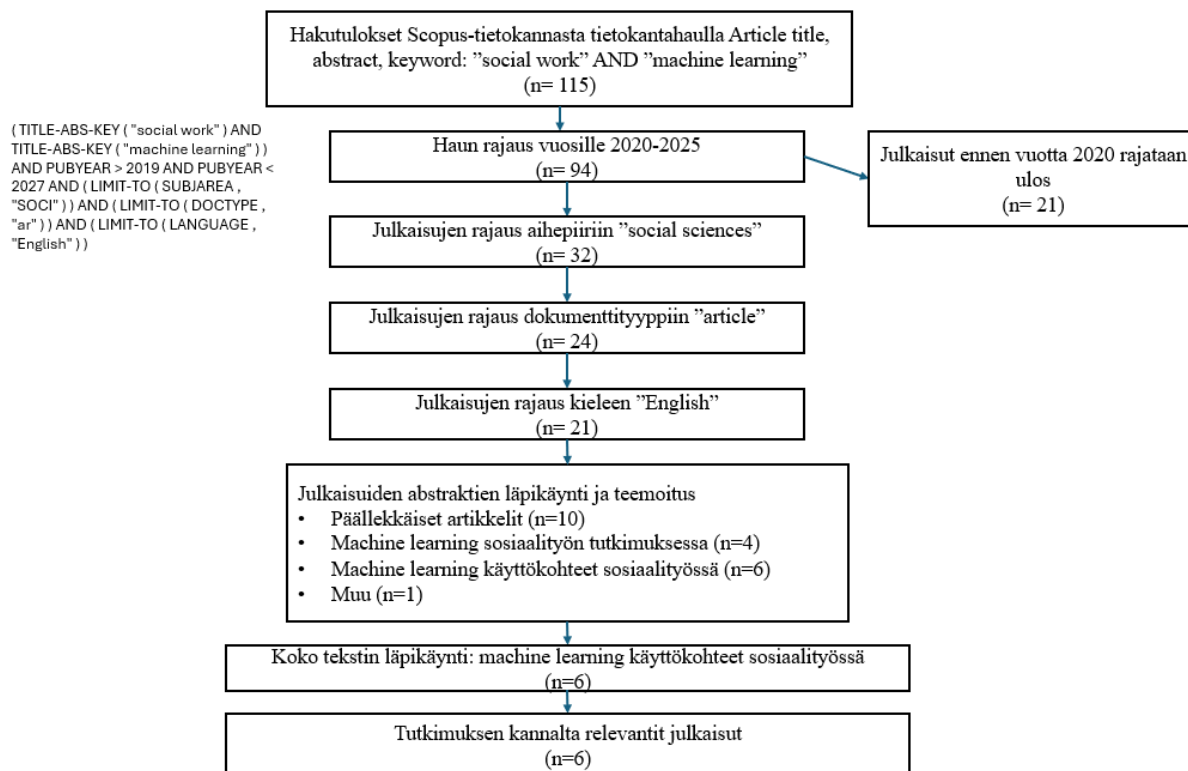 Hakutulokset Scopus-tietokannasta tietokantahaulla Article title,
abstract, keyword: ”social work” AND ”machine learning”
(n= 115)
( TITLE-ABS-KEY ( "social work" ) AND
TITLE-ABS-KEY ( "machine learning" ) )
AND PUBYEAR > 2019 AND PUBYEAR <
2027 AND ( LIMIT-TO ( SUBJAREA ,
"SOCI" ) ) AND ( LIMIT-TO ( DOCTYPE ,
"ar" ) ) AND ( LIMIT-TO ( LANGUAGE ,
"English" ) )
Haun rajaus vuosille 2020-2025
(n= 94)
Julkaisut ennen vuotta 2020 rajataan
ulos
(n= 21)
Julkaisujen rajaus aihepiiriin ”social sciences”
(n= 32)
Julkaisujen rajaus dokumenttityyppiin ”article”
(n= 24)
Julkaisujen rajaus kieleen ”English”
(n= 21)
Julkaisuiden abstraktien läpikäynti ja teemoitus
• Päällekkäiset artikkelit (n=10)
• Machine learning sosiaalityön tutkimuksessa (n=4)
• Machine learning käyttökohteet sosiaalityössä (n=6)
• Muu (n=1)
Koko tekstin läpikäynti: machine learning käyttökohteet sosiaalityössä
(n=6)
Tutkimuksen kannalta relevantit julkaisut
(n=6)